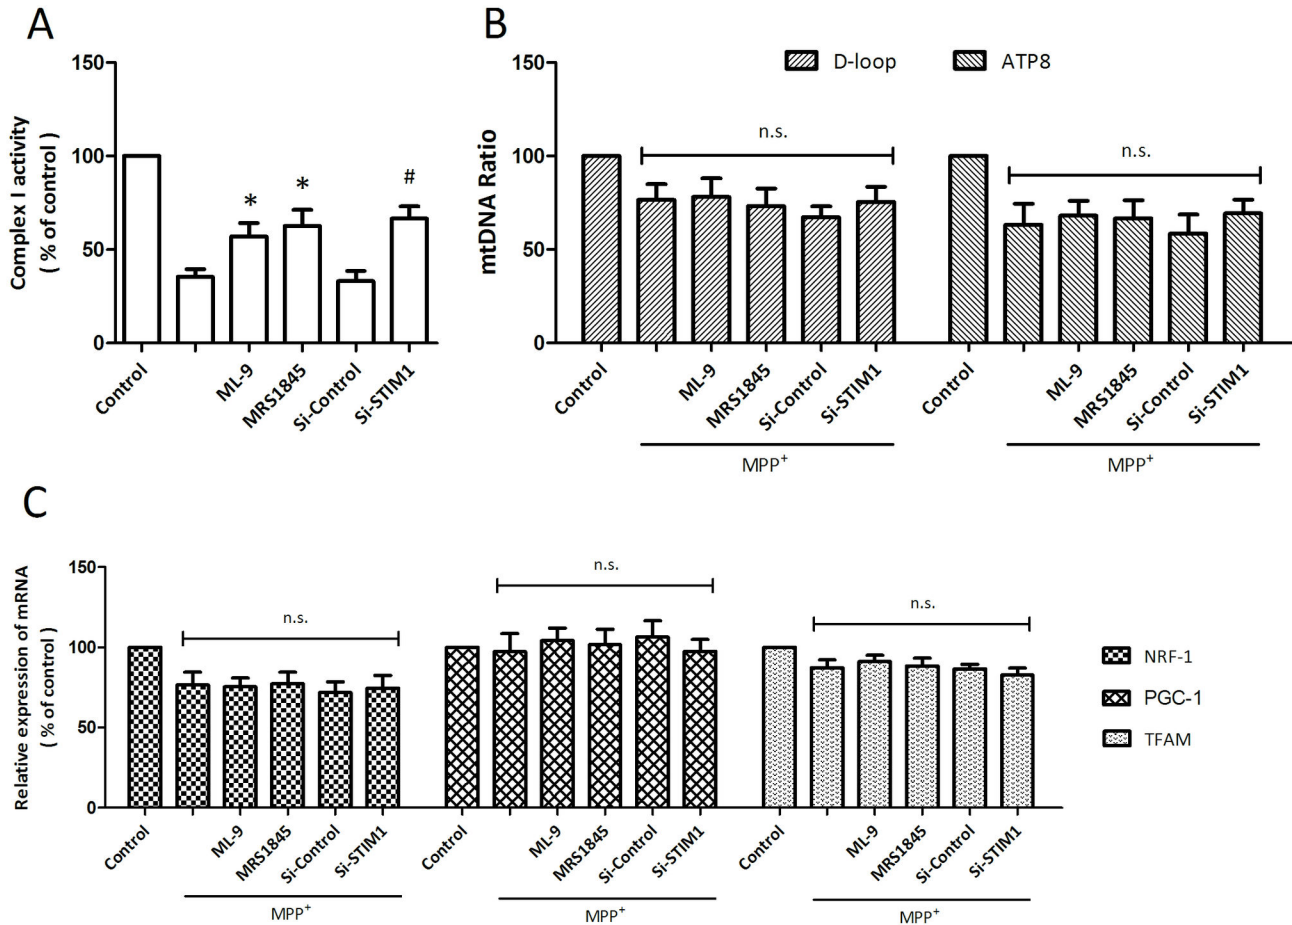 A
150
100
50
0
Complex I activity
( % of control )
*
*
#
Control
ML-9
MRS1845
Si-Control
Si-STIM1
B
D-loop
ATP8
150
100
50
0
mtDNA Ratio
n.s.
n.s.
Control
ML-9
MRS1845
Si-Control
Si-STIM1
MPP⁺
Control
ML-9
MRS1845
Si-Control
Si-STIM1
MPP⁺
C
150
100
50
0
Relative expression of mRNA
( % of control )
n.s.
n.s.
n.s.
NRF-1
PGC-1
TFAM
Control
ML-9
MRS1845
Si-Control
Si-STIM1
MPP⁺
Control
ML-9
MRS1845
Si-Control
Si-STIM1
MPP⁺
Control
ML-9
MRS1845
Si-Control
Si-STIM1
MPP⁺